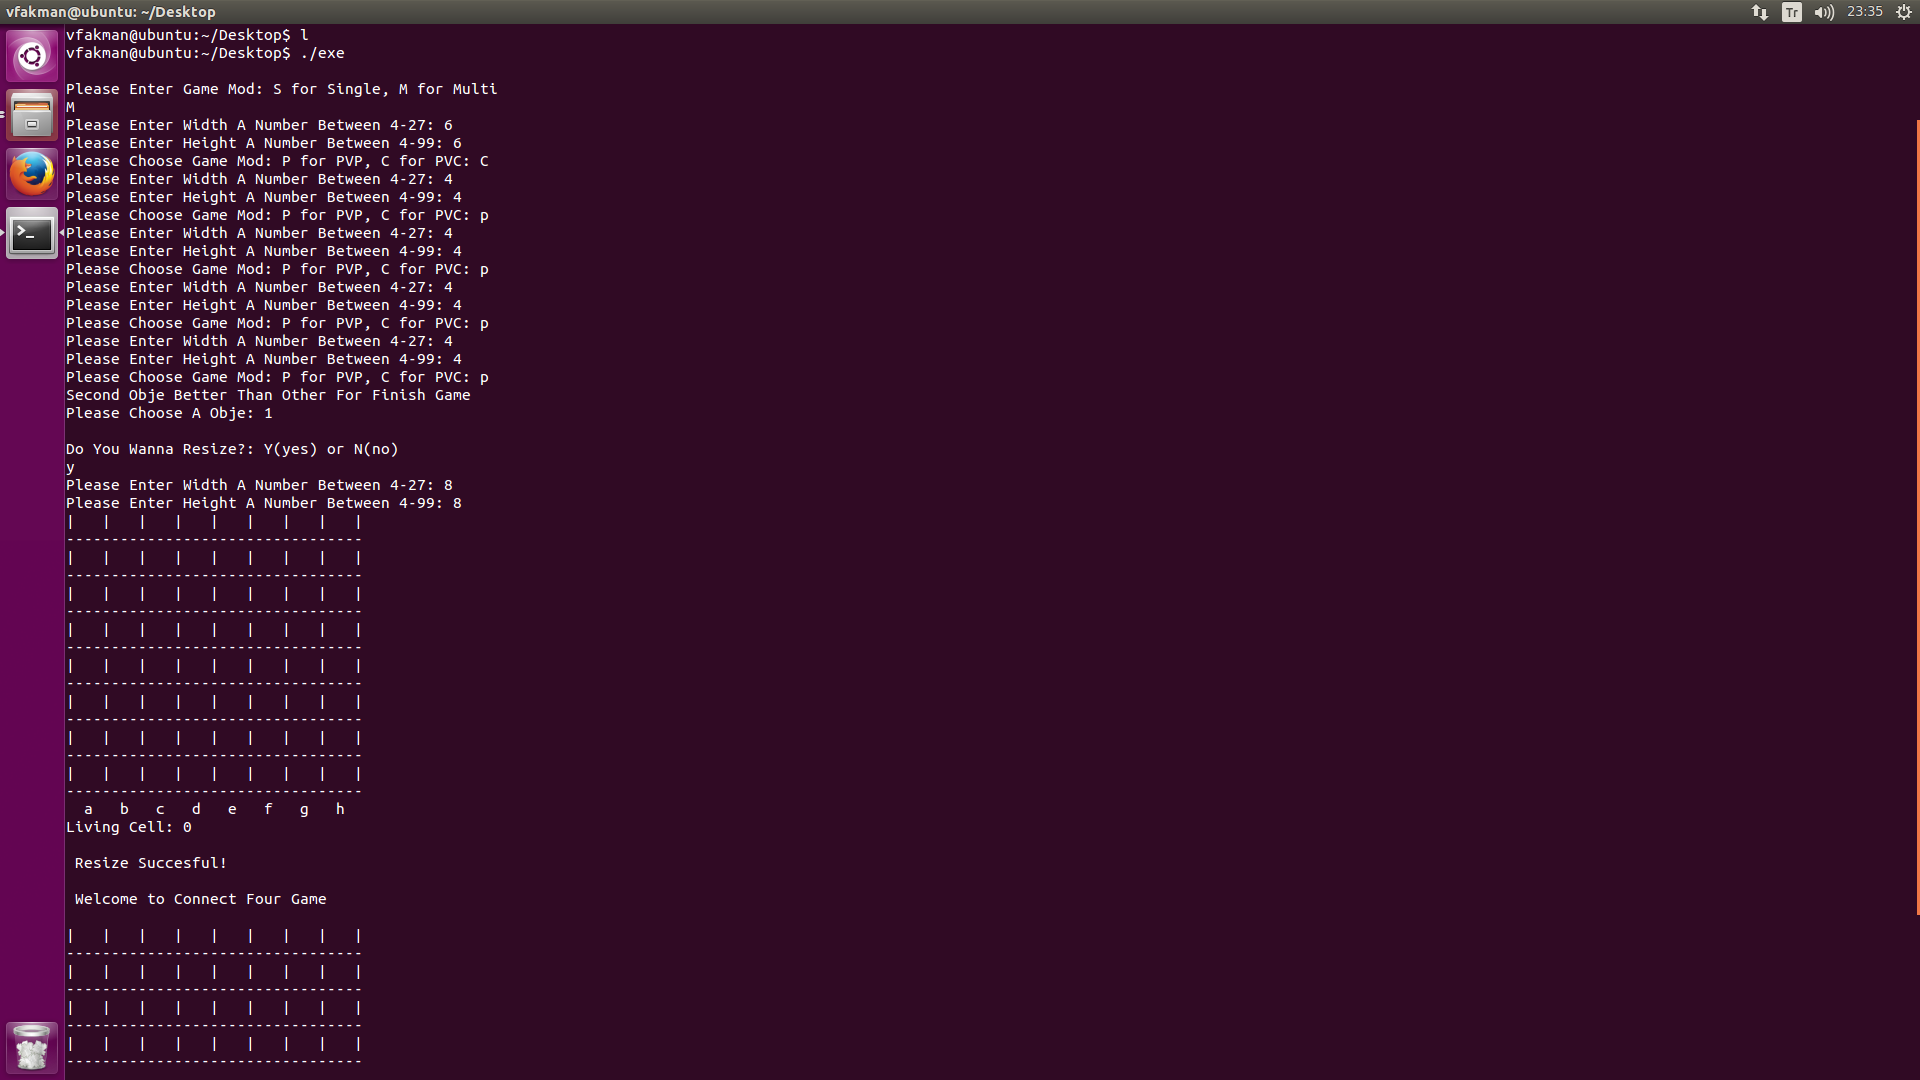 vfakman@ubuntu: ~/Desktop
Tr
23:35
vfakman@ubuntu:~/Desktop$ l
vfakman@ubuntu:~/Desktop$ ./exe
Please Enter Game Mod: S for Single, M for Multi
M
Please Enter Width A Number Between 4-27: 6
Please Enter Height A Number Between 4-99: 6
Please Choose Game Mod: P for PVP, C for PVC: C
Please Enter Width A Number Between 4-27: 4
Please Enter Height A Number Between 4-99: 4
Please Choose Game Mod: P for PVP, C for PVC: p
Please Enter Width A Number Between 4-27: 4
Please Enter Height A Number Between 4-99: 4
Please Choose Game Mod: P for PVP, C for PVC: p
Please Enter Width A Number Between 4-27: 4
Please Enter Height A Number Between 4-99: 4
Please Choose Game Mod: P for PVP, C for PVC: p
Please Enter Width A Number Between 4-27: 4
Please Enter Height A Number Between 4-99: 4
Please Choose Game Mod: P for PVP, C for PVC: p
Second Obje Better Than Other For Finish Game
Please Choose A Obje: 1
Do You Wanna Resize?: Y(yes) or N(no)
y
Please Enter Width A Number Between 4-27: 8
Please Enter Height A Number Between 4-99: 8
|   |   |   |   |   |   |   |   |
---------------------------------
|   |   |   |   |   |   |   |   |
---------------------------------
|   |   |   |   |   |   |   |   |
---------------------------------
|   |   |   |   |   |   |   |   |
---------------------------------
|   |   |   |   |   |   |   |   |
---------------------------------
|   |   |   |   |   |   |   |   |
---------------------------------
|   |   |   |   |   |   |   |   |
---------------------------------
|   |   |   |   |   |   |   |   |
---------------------------------
  a   b   c   d   e   f   g   h
Living Cell: 0
 Resize Succesful!
 Welcome to Connect Four Game
|   |   |   |   |   |   |   |   |
---------------------------------
|   |   |   |   |   |   |   |   |
---------------------------------
|   |   |   |   |   |   |   |   |
---------------------------------
|   |   |   |   |   |   |   |   |
---------------------------------